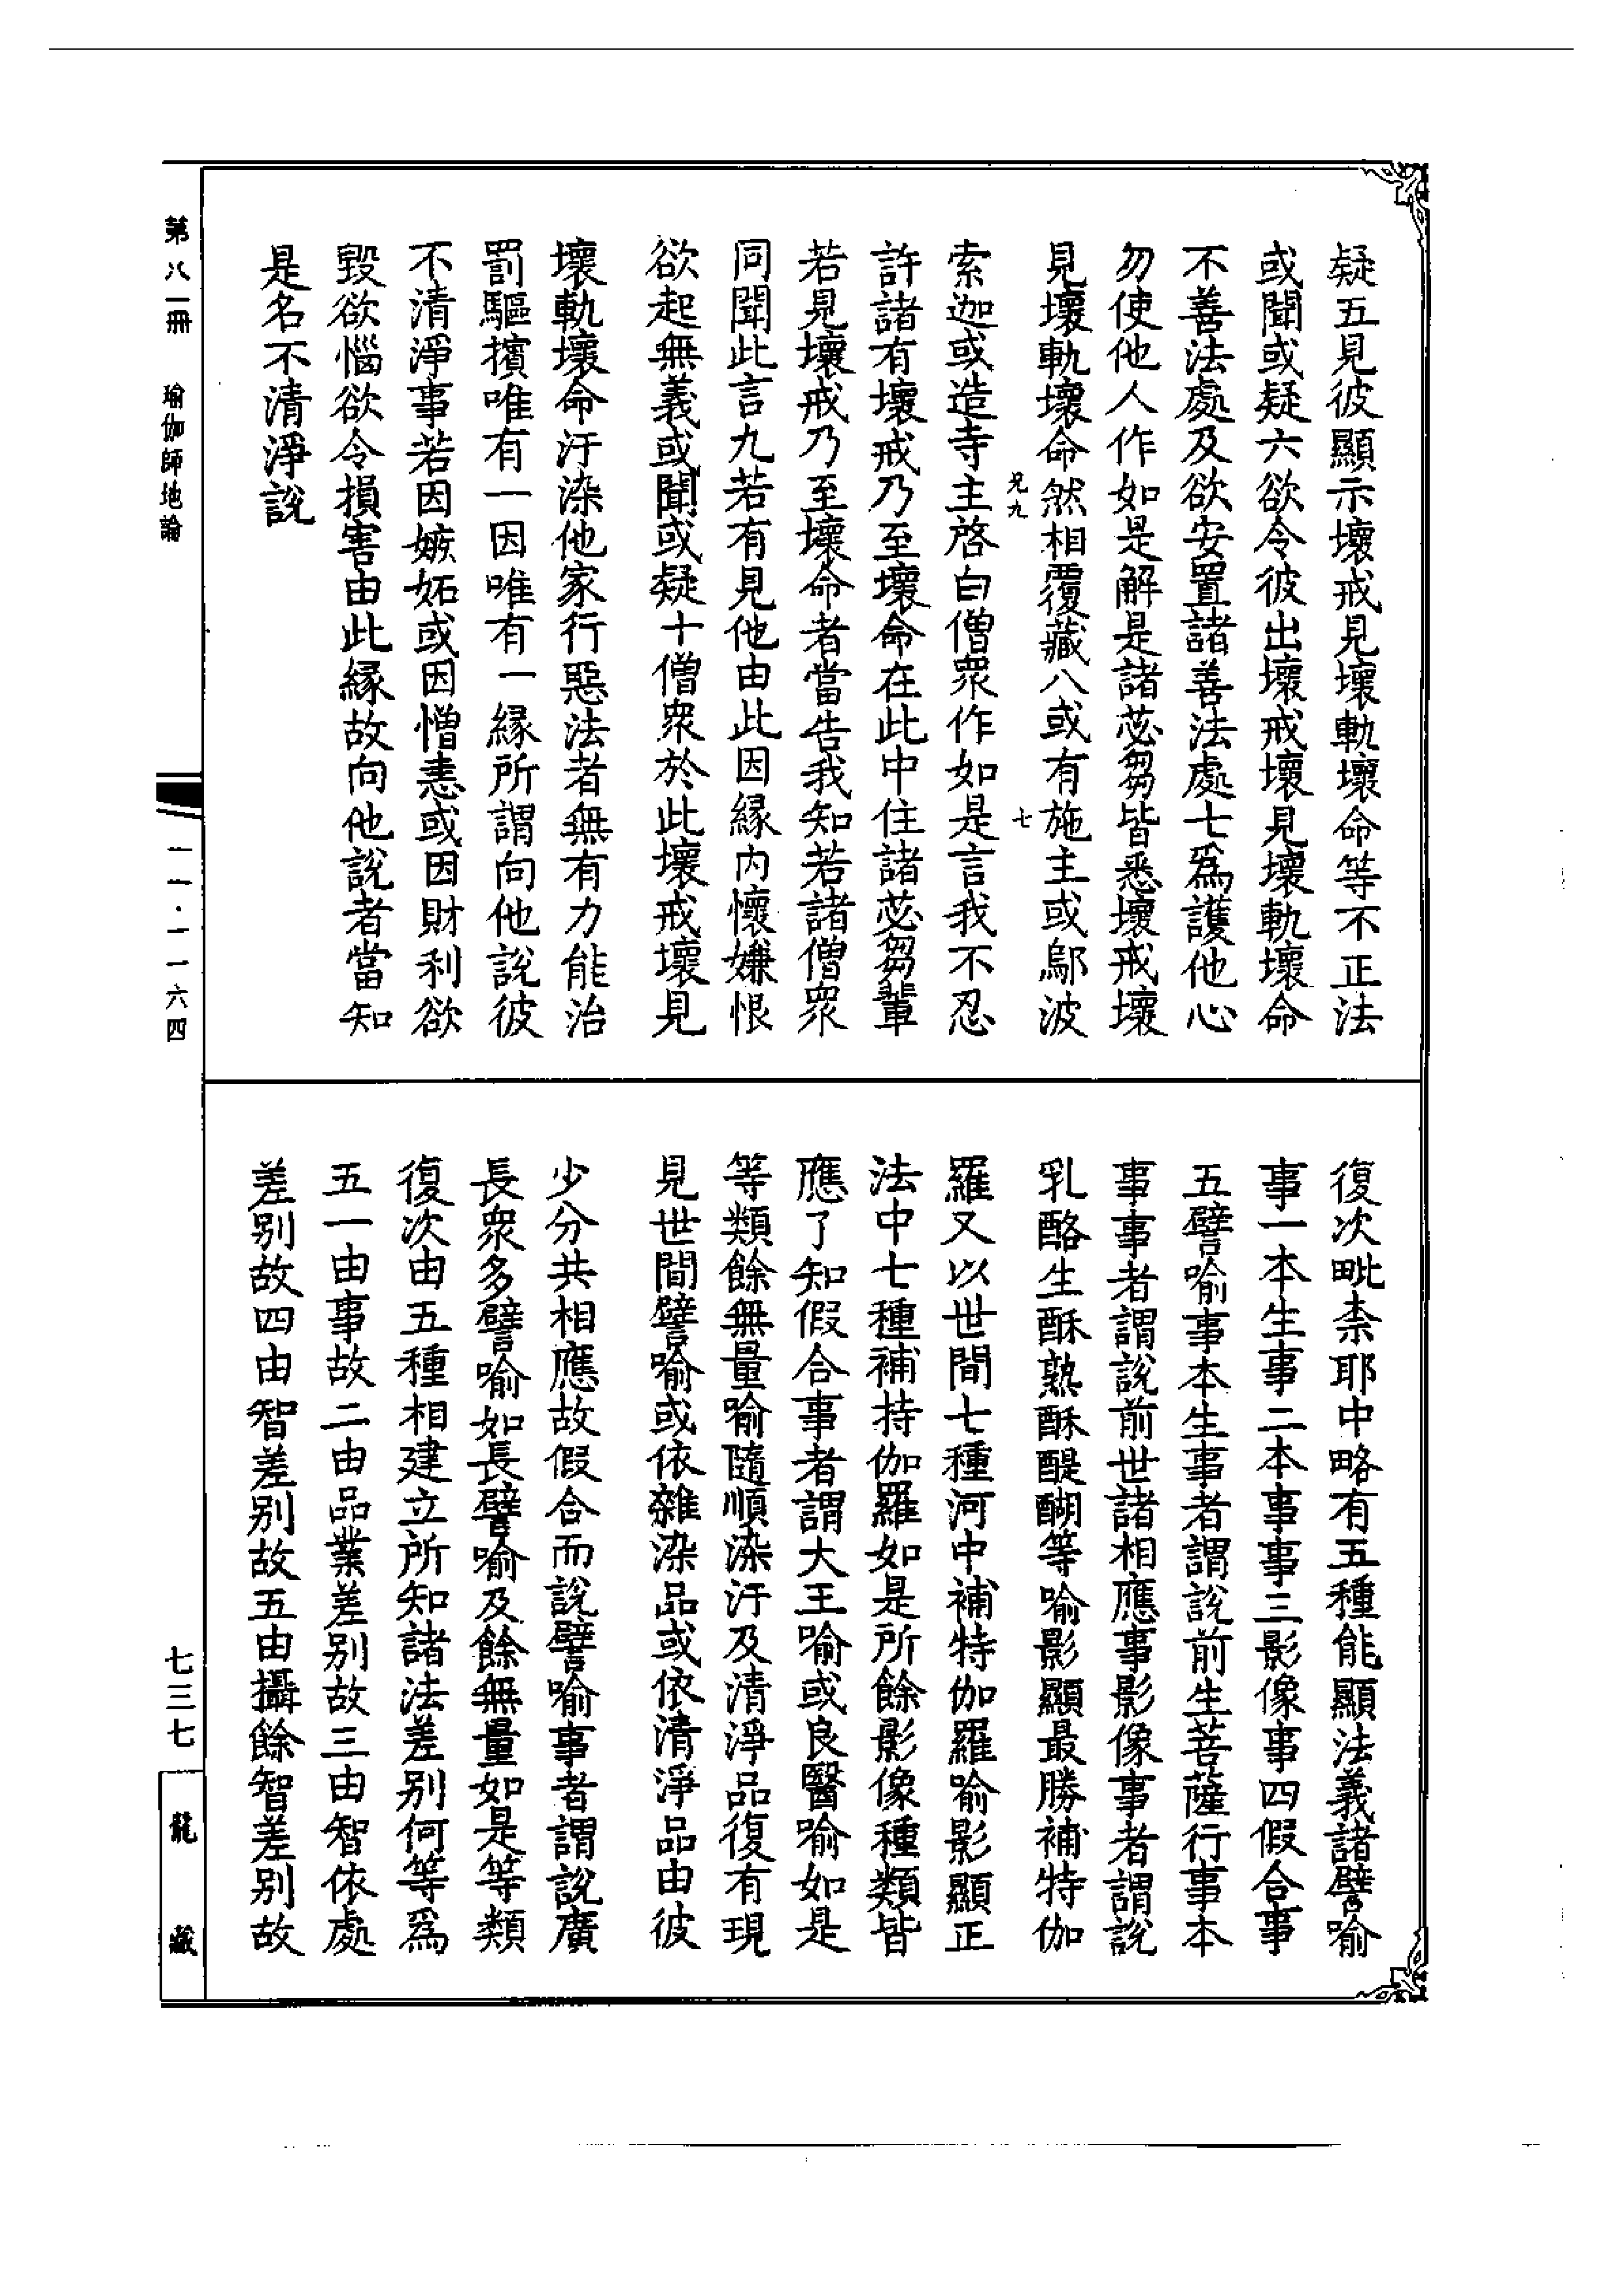 疑五見彼顯示壞戒見壞軌壞命等不正法
或聞或疑六欲令彼出壞戒壞見壞軌壞命
不善法處及欲安置諸善法處七爲護他心
勿使他人作如是解是諸苾芻皆悉壞戒壞
見壞軌壞命然相覆藏八或有施主或鄔波
皃九
七
索迦或造寺主啓白僧衆作如是言我不忍
許諸有壞戒乃至壞命在此中住諸苾芻輩
若見壞戒乃至壞命者當告我知若諸僧衆
同聞此言九若有見他由此因緣内懷嫌恨
欲起無義或聞或疑十僧衆於此壞戒壞見
壞軌壞命汙染他家行惡法者無有力能治
罰驅擯唯有一因唯有一緣所謂向他說彼
不清淨事若因嫉妬或因憎恚或因財利欲
毀欲惱欲令損害由此緣故向他說者當知
是名不清淨說
復次毗柰耶中略有五種能顯法義諸譬喻
事一本生事二本事事三影像事四假合事
五譬喻事本生事者謂說前生菩薩行事本
事事者謂說前世諸相應事影像事者謂說
乳酪生酥熟酥醍醐等喻影顯最勝補特伽
羅又以世間七種河中補特伽羅喻影顯正
法中七種補持伽羅如是所餘影像種類皆
應了知假合事者謂大王喻或良醫喻如是
等類餘無量喻隨順染汙及清淨品復有現
見世間譬喻或依雜染品或依清淨品由彼
少分共相應故假合而說譬喻事者謂說廣
長衆多譬喻如長譬喻及餘無量如是等類
復次由五種相建立所知諸法差别何等爲
五一由事故二由品業差别故三由智依處
差别故四由智差别故五由攝餘智差别故
第八一冊　瑜伽師地論
一一一·一一六四
七三七
龍藏